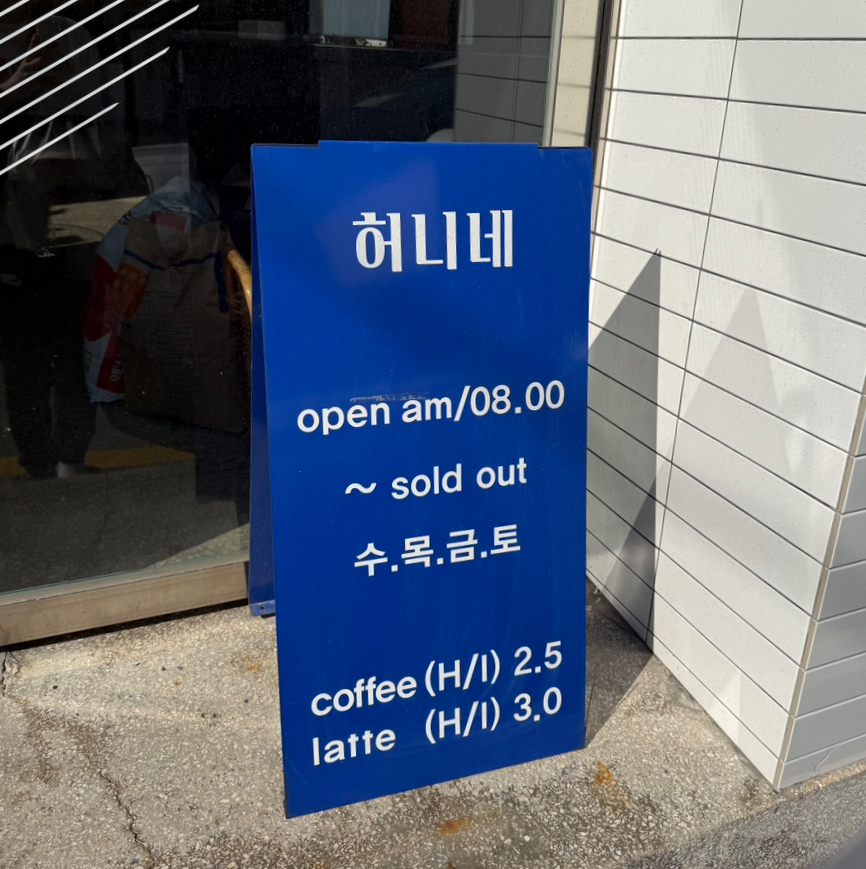 허니네
open am/08.00
~ sold out
수.목.금.토
coffee (H/I) 2.5
latte (H/I) 3.0